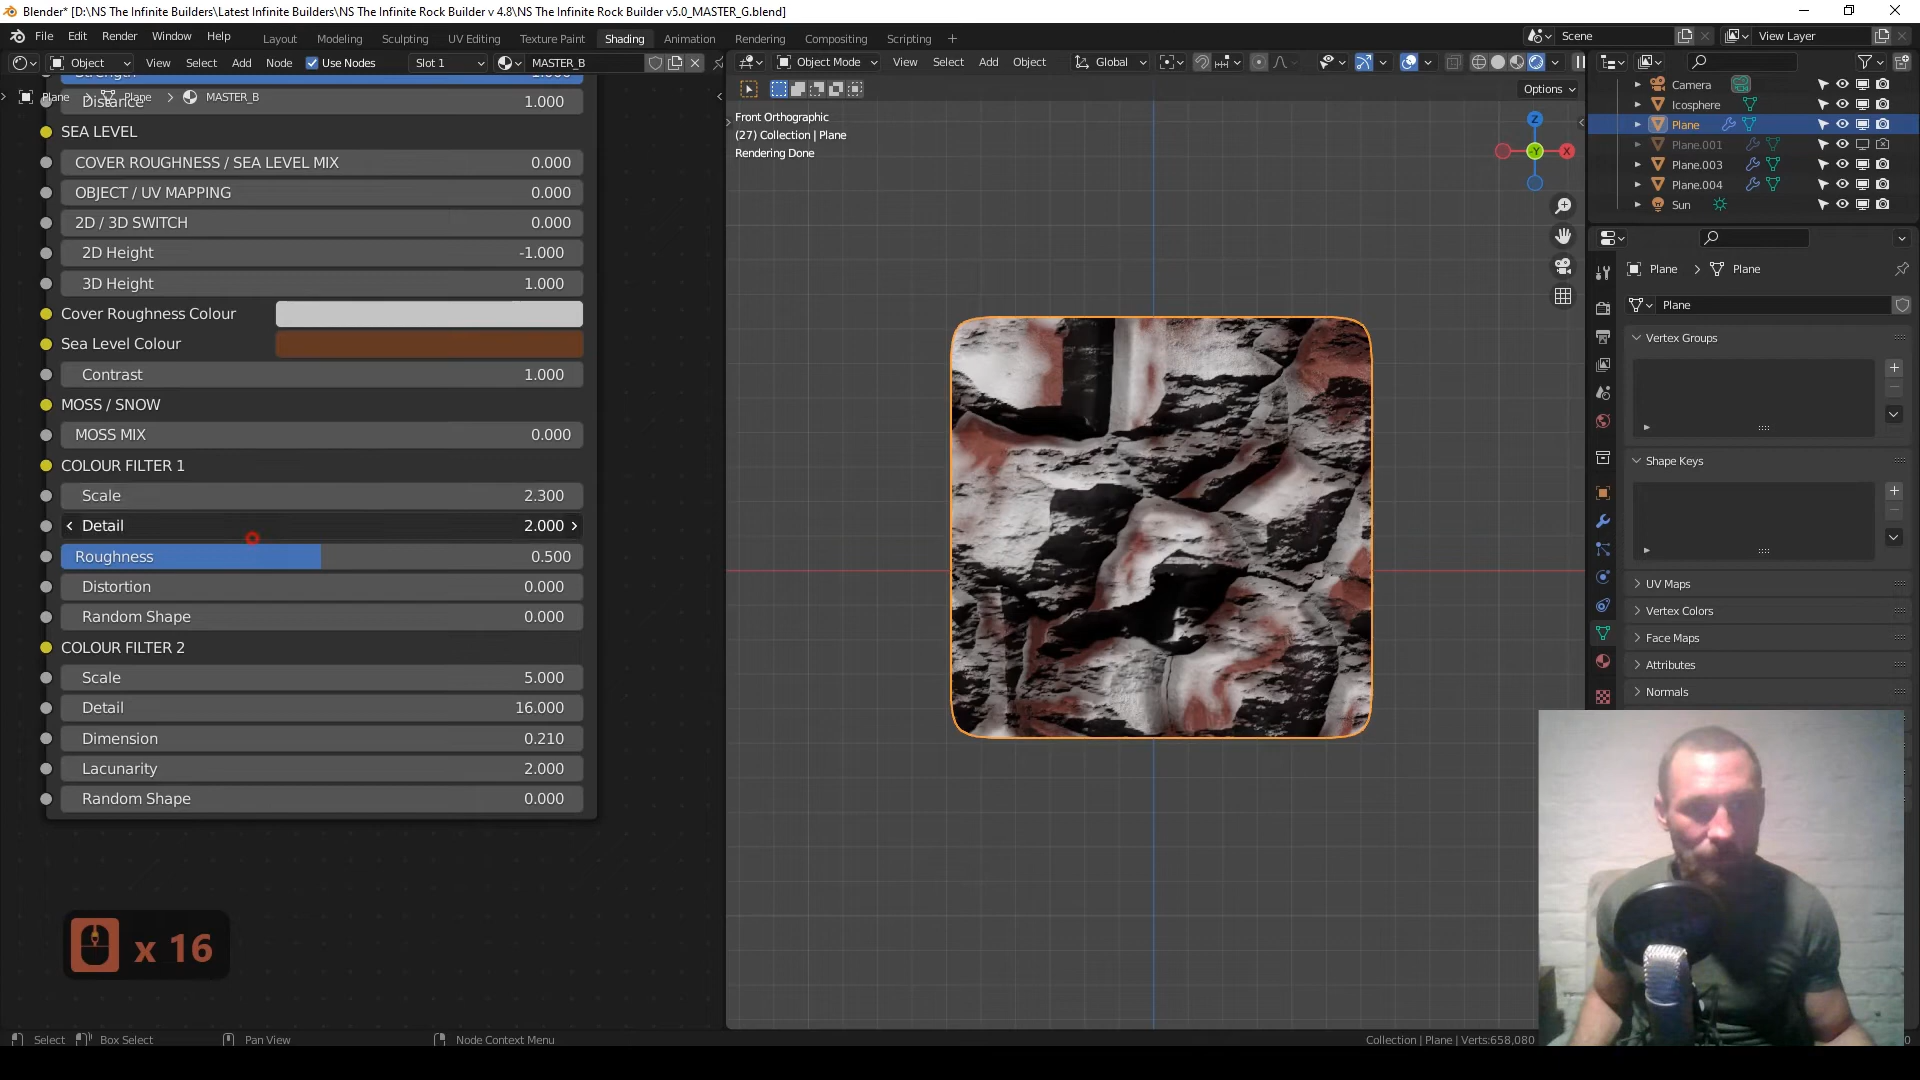 Blender* [D:\NS The Infinite Builders\Latest Infinite Builders\NS The Infinite Rock Builder v 4.8\NS The Infinite Rock Builder v5.0_MASTER_G.blend]
File Edit Render Window Help Layout Modeling Sculpting UV Editing Texture Paint Shading Animation Rendering Compositing Scripting + Scene View Layer
Object View Select Add Node Use Nodes Slot 1 MASTER_B Object Mode View Select Add Object Global
Strength 1.000
Options
Camera
Plane > Plane > MASTER_B
Distance 1.000
Icosphere
Front Orthographic
(27) Collection | Plane
Rendering Done
Plane
Plane.001
Plane.003
Plane.004
Sun
Z
-Y
X
SEA LEVEL
COVER ROUGHNESS / SEA LEVEL MIX 0.000
OBJECT / UV MAPPING 0.000
2D / 3D SWITCH 0.000
2D Height -1.000
3D Height 1.000
Cover Roughness Colour
Sea Level Colour
Contrast 1.000
MOSS / SNOW
MOSS MIX 0.000
COLOUR FILTER 1
Scale 2.300
Detail 2.000
Roughness 0.500
Distortion 0.000
Random Shape 0.000
COLOUR FILTER 2
Scale 5.000
Detail 16.000
Dimension 0.210
Lacunarity 2.000
Random Shape 0.000
Plane > Plane
Plane
Vertex Groups
Shape Keys
UV Maps
Vertex Colors
Face Maps
Attributes
Normals
x 16
Select Box Select Pan View Node Context Menu Collection | Plane | Verts:658,080